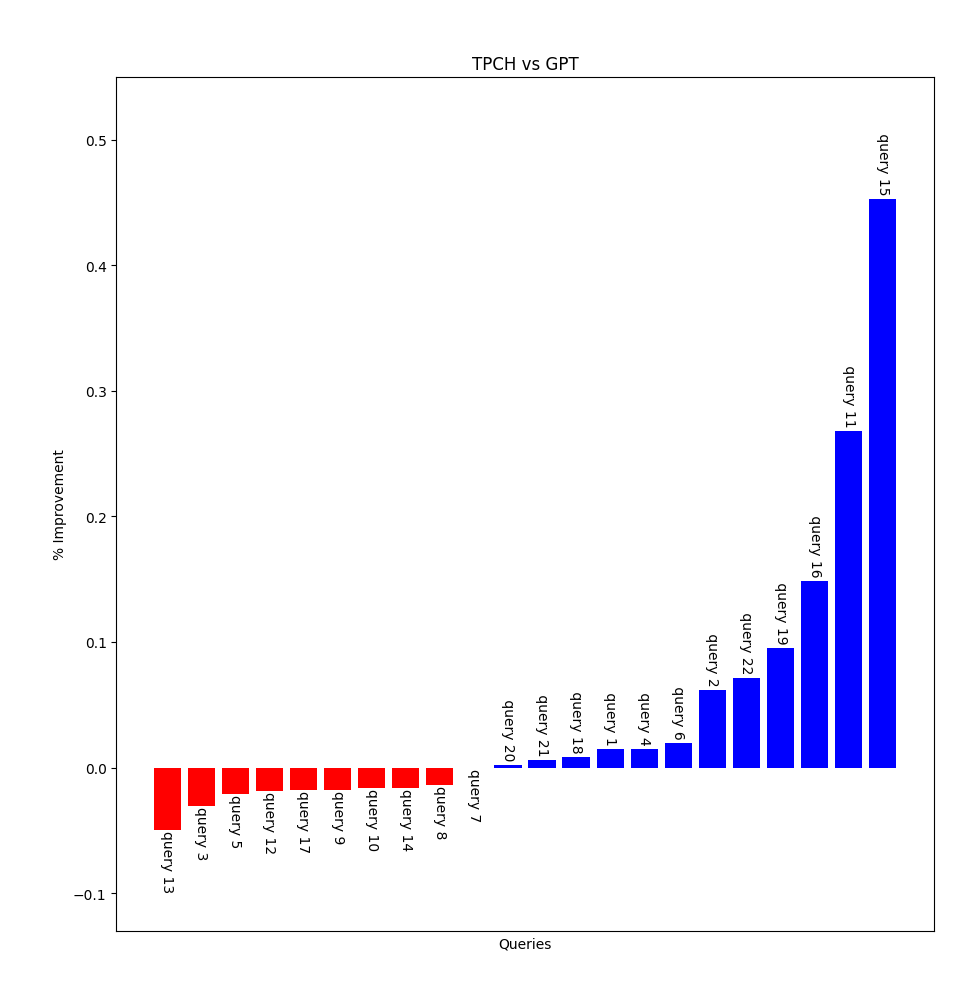 TPCH vs GPT
% Improvement
0.5
0.4
0.3
0.2
0.1
0.0
−0.1
query 13
query 3
query 5
query 12
query 17
query 9
query 10
query 14
query 8
query 7
query 20
query 21
query 18
query 1
query 4
query 6
query 2
query 22
query 19
query 16
query 11
query 15
Queries